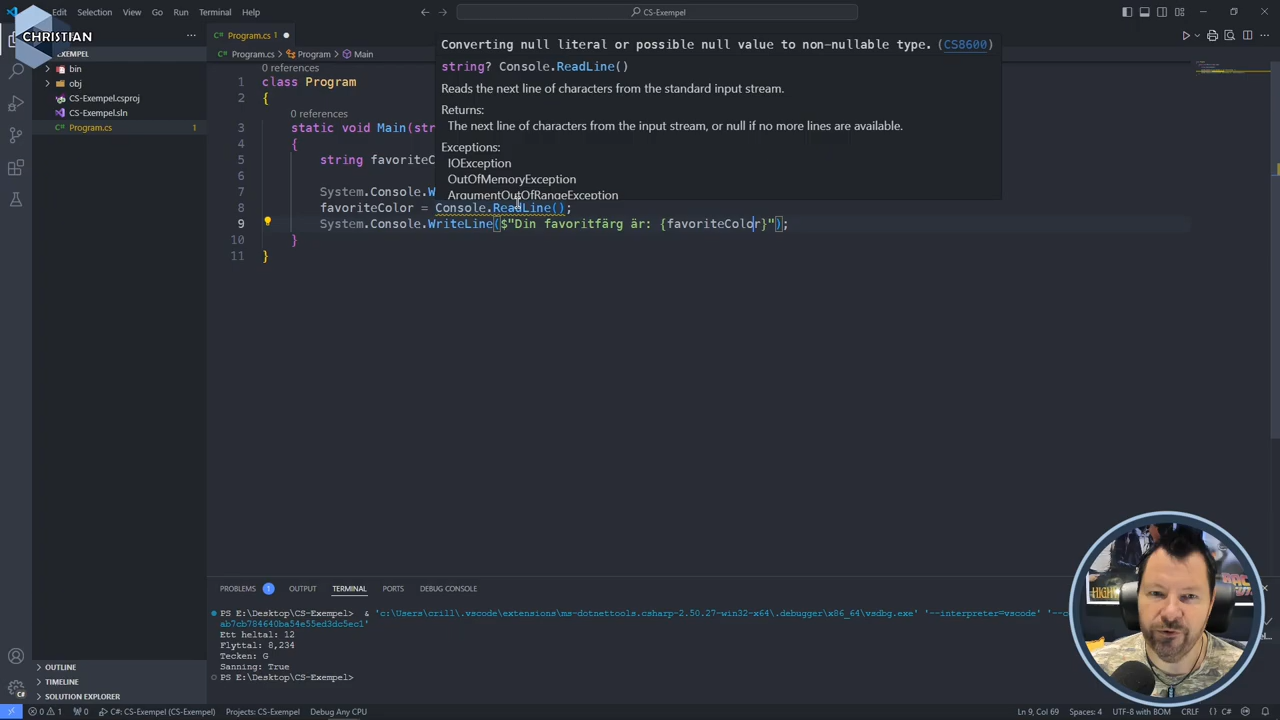 CHRISTIAN
Edit Selection View Go Run Terminal Help
CS-Exempel
EXEMPEL
bin
obj
CS-Exempel.csproj
CS-Exempel.sln
Program.cs 1
OUTLINE
TIMELINE
SOLUTION EXPLORER
Program.cs 1
Program.cs > Program > Main
0 references
1 class Program
2 {
0 references
3 static void Main(str
4 {
5 string favoriteC
6
7 System.Console.W
8 favoriteColor = Console.ReadLine();
9 System.Console.WriteLine($"Din favoritfärg är: {favoriteColor}");
10 }
11 }
Converting null literal or possible null value to non-nullable type. (CS8600)
string? Console.ReadLine()
Reads the next line of characters from the standard input stream.
Returns:
The next line of characters from the input stream, or null if no more lines are available.
Exceptions:
IOException
OutOfMemoryException
ArgumentOutOfRangeException
PROBLEMS 1 OUTPUT TERMINAL PORTS DEBUG CONSOLE
PS E:\Desktop\CS-Exempel> & 'c:\Users\crill\.vscode\extensions\ms-dotnettools.csharp-2.50.27-win32-x64\.debugger\x86_64\vsdbg.exe' '--interpreter=vscode' '--c
ab7cb784640ba54e55ed3dc5ec1'
Ett heltal: 12
Flyttal: 8,234
Tecken: G
Sanning: True
PS E:\Desktop\CS-Exempel>
0 1 0 C#: CS-Exempel (CS-Exempel) Projects: CS-Exempel Debug Any CPU Ln 9, Col 69 Spaces: 4 UTF-8 with BOM CRLF {} C#